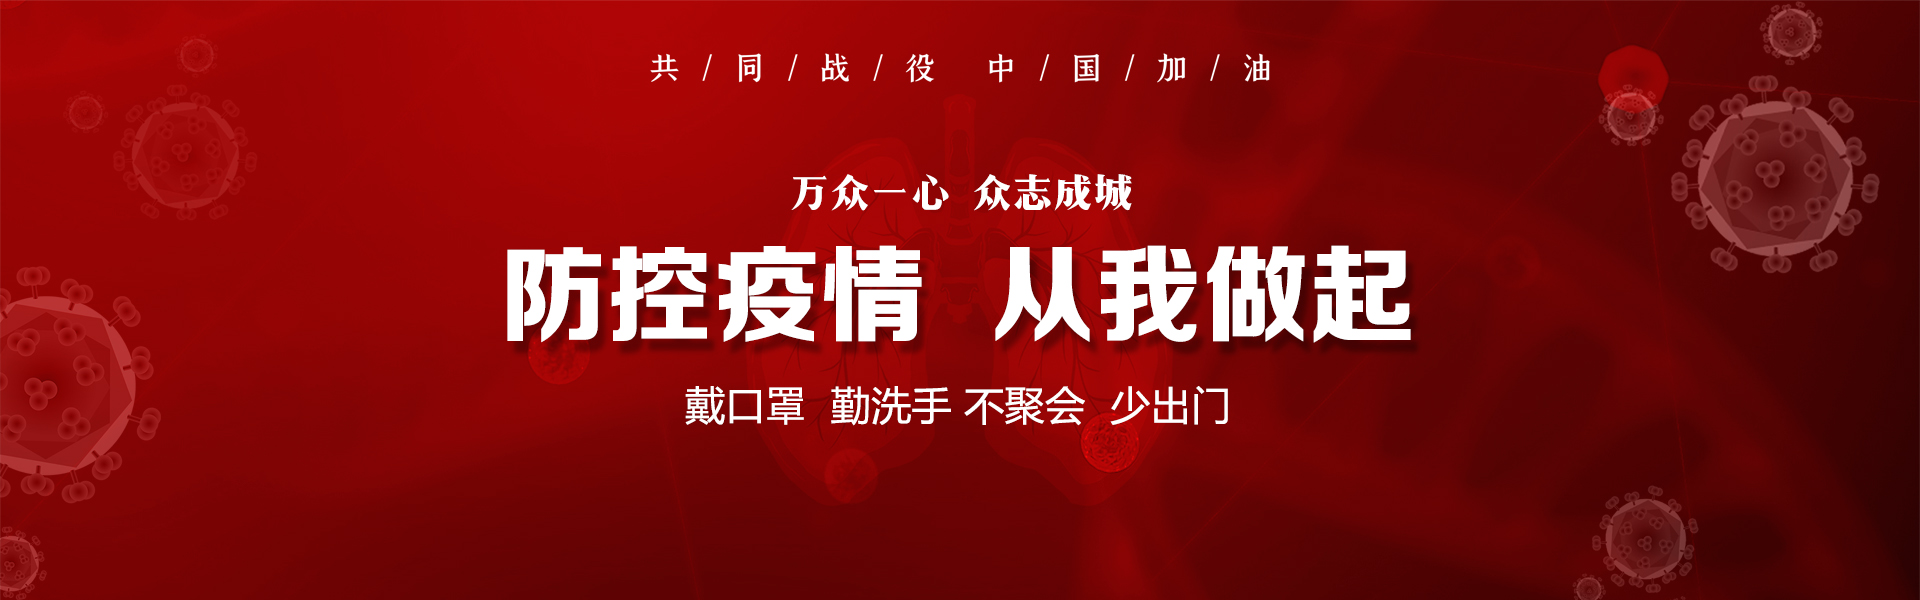 共/同/战/役 中/国/加/油
万众一心 众志成城
防控疫情 从我做起
戴口罩 勤洗手 不聚会 少出门